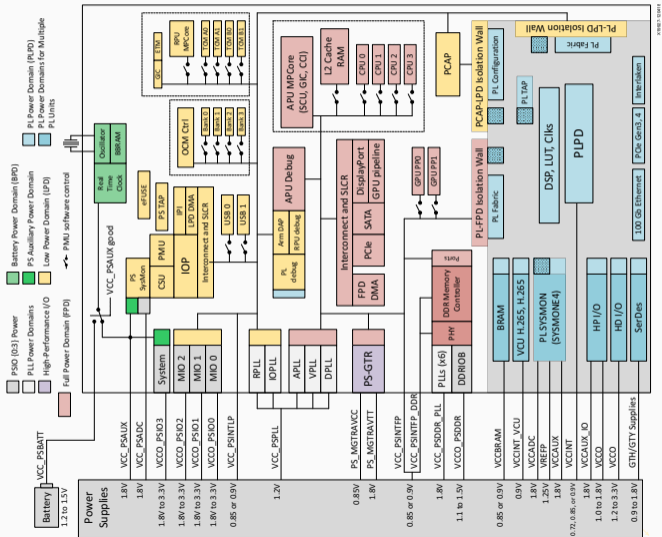 PL-LPD Isolation Wall
PL Fabric
ETM
GIC
RPU
MPCore
TCM A0
TCM A1
TCM B0
TCM B1
APU MPCore
(SCU, GIC, CCI)
L2 Cache
RAM
CPU 0
CPU 1
CPU 2
CPU 3
PCAP
PCAP-LPD Isolation Wall
PL Configuration
PL TAP
Interlaken
PCIe Gen3, 4
100 Gb Ethernet
DSP, LUT, Clks
PLPD
PL Power Domain (PLPD)
PL Power Domains for Multiple
PL Units
Oscillator
BBRAM
Real
Time
Clock
OCM Ctrl
Bank 0
Bank 1
Bank 2
Bank 3
Battery Power Domain (BPD)
PS Auxiliary Power Domain
Low Power Domain (LPD)
PMU software control
eFUSE
PS TAP
IPI
LPD DMA
PMU
CSU
IOP
Interconnect and SLCR
USB 0
USB 1
PS
SysMon
APU Debug
Arm DAP
RPU debug
PL
debug
Interconnect and SLCR
DisplayPort
GPU pipeline
SATA
PCIe
FPD
DMA
GPU PP0
GPU PP1
PL-FPD Isolation Wall
PL Fabric
Ports
DDR Memory
Controller
PHY
PLLs (x6)
DDRIOB
BRAM
VCU H.265, H.265
PL SYSMON
(SYSMONE4)
HP I/O
HD I/O
SerDes
PSIO (0:3) Power
PLL Power Domains
High-Performance I/O
Full Power Domain (FPD)
VCC_PSAUX good
System
MIO 2
MIO 1
MIO 0
RPLL
IOPLL
APLL
VPLL
DPLL
PS-GTR
VCC_PSBATT
VCC_PSAUX
VCC_PSADC
VCCO_PSIO3
VCCO_PSIO2
VCCO_PSIO1
VCCO_PSIO0
VCC_PSINTLP
VCC_PSPLL
PS_MGTRAVCC
PS_MGTRAVTT
VCC_PSINTFP
VCC_PSINTFP_DDR
VCC_PSDDR_PLL
VCCO_PSDDR
VCCBRAM
VCCINT_VCU
VCCADC
VREFP
VCCAUX
VCCINT
VCCAUX_IO
VCCO
VCCO
GTH/GTY Supplies
Battery
1.2 to 1.5V
Power
Supplies
1.8V
1.8V
1.8V to 3.3V
1.8V to 3.3V
1.8V to 3.3V
1.8V to 3.3V
0.85 or 0.9V
1.2V
0.85V
1.8V
0.85 or 0.9V
1.8V
1.1 to 1.5V
0.85 or 0.9V
0.9V
1.8V
1.25V
1.8V
0.72, 0.85, or 0.9V
1.8V
1.0 to 1.8V
1.2 to 3.3V
0.9 to 1.8V